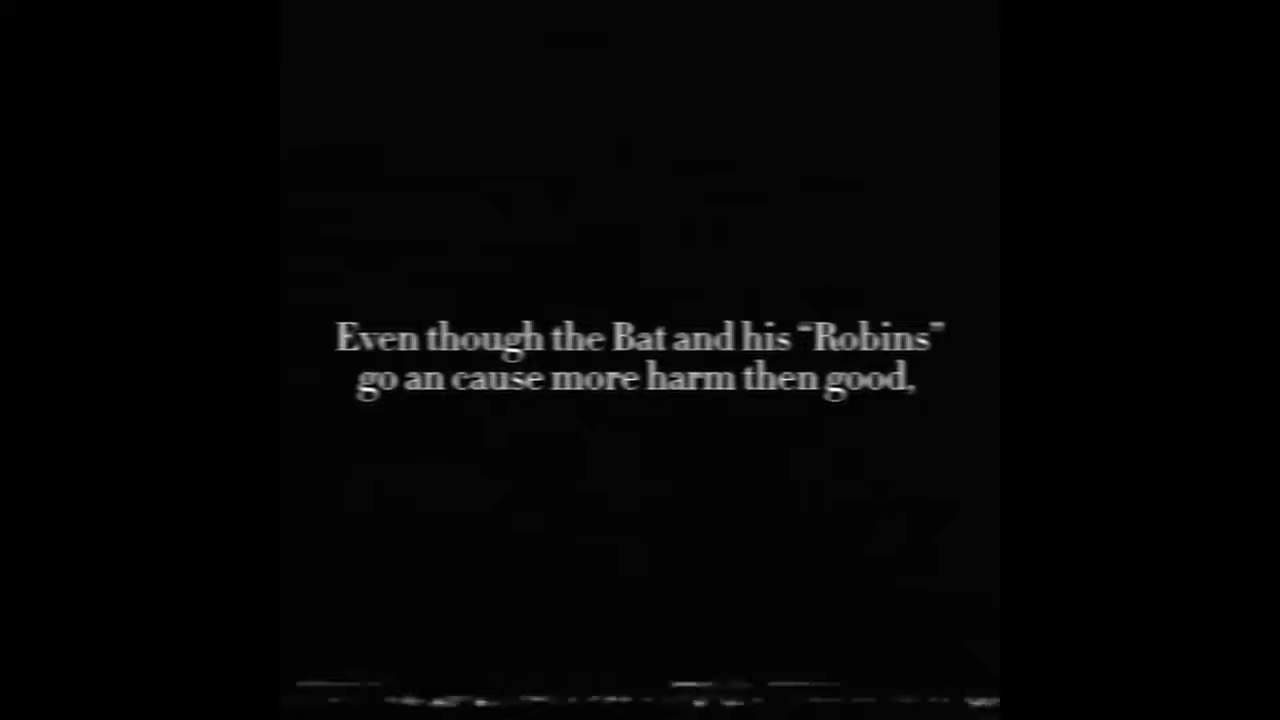 Even though the Bat and his “Robins”
go an cause more harm then good,